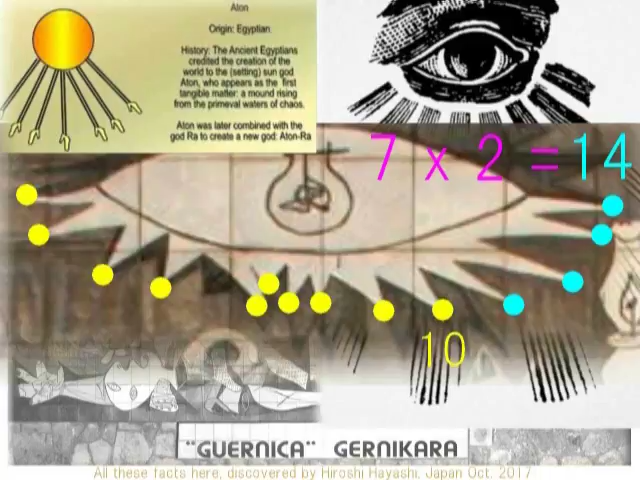 Aton
Origin: Egyptian.
History: The Ancient Egyptians
credited the creation of the
world to the (setting) sun god
Aton, who appears as the first
tangible matter: a mound rising
from the primeval waters of chaos.
Aton was later combined with the
god Ra to create a new god: Aton-Ra
7 x 2 =14
10
"GUERNICA" GERNIKARA
All these facts here, discovered by Hiroshi Hayashi, Japan Oct. 2017